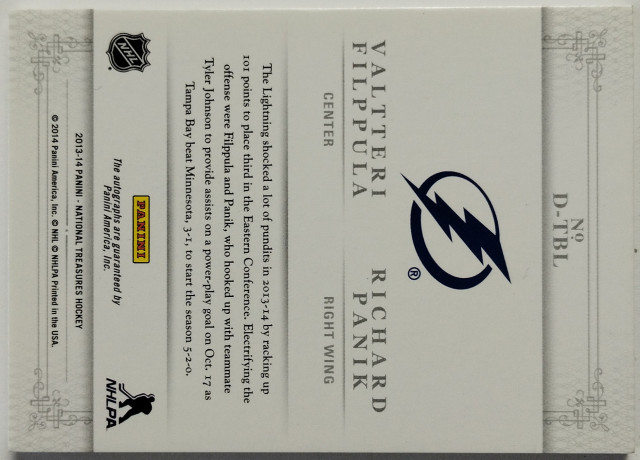 Nº
D-TBL
®
VALTTERI FILPPULA
CENTER
RICHARD PANIK
RIGHT WING
The Lightning shocked a lot of pundits in 2013-14 by racking up
101 points to place third in the Eastern Conference. Electrifying the
offense were Filppula and Panik, who hooked up with teammate
Tyler Johnson to provide assists on a power-play goal on Oct. 17 as
Tampa Bay beat Minnesota, 3-1, to start the season 5-2-0.
NHL
PANINI
The autographs are guaranteed by
Panini America, Inc.
NHLPA
2013-14 PANINI - NATIONAL TREASURES HOCKEY
© 2014 Panini America, Inc. © NHL © NHLPA Printed in the USA.